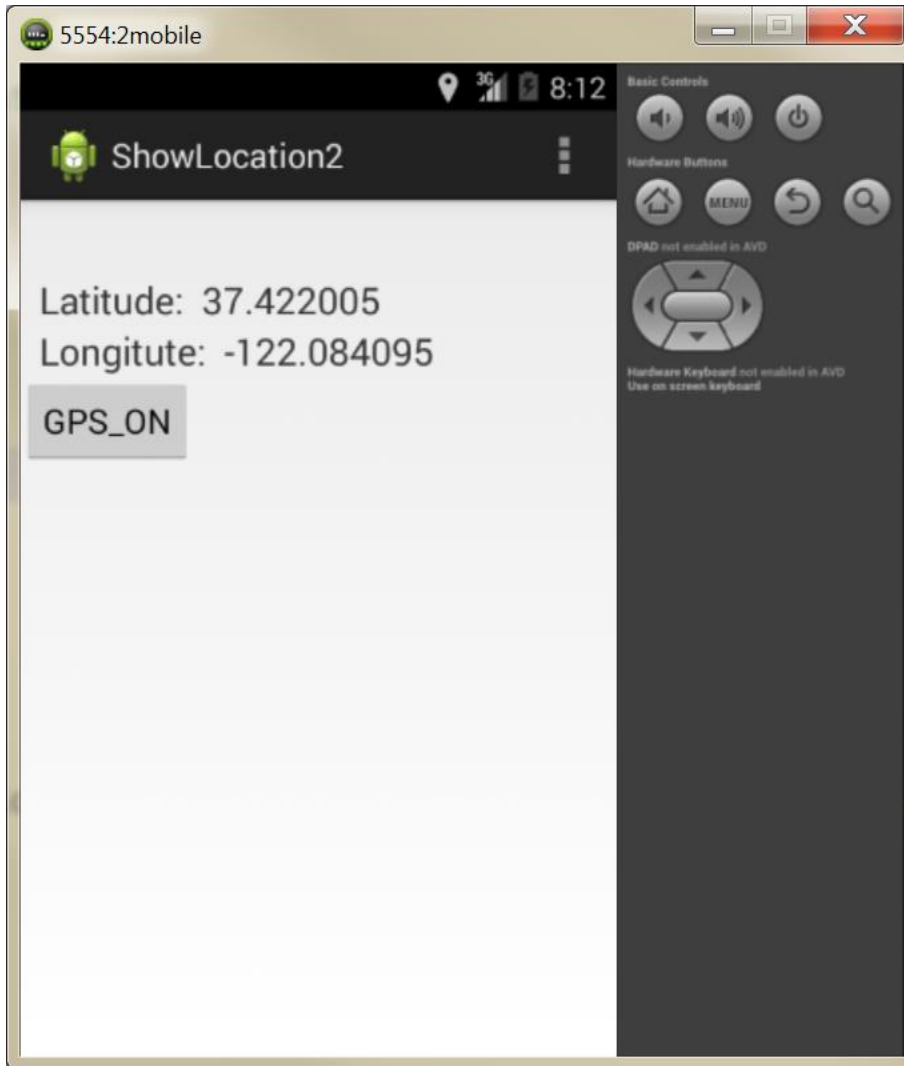 5554:2mobile
3G 8:12
ShowLocation2
Latitude: 37.422005
Longitute: -122.084095
GPS_ON
Basic Controls
Hardware Buttons
MENU
DPAD not enabled in AVD
Hardware Keyboard not enabled in AVD
Use on screen keyboard